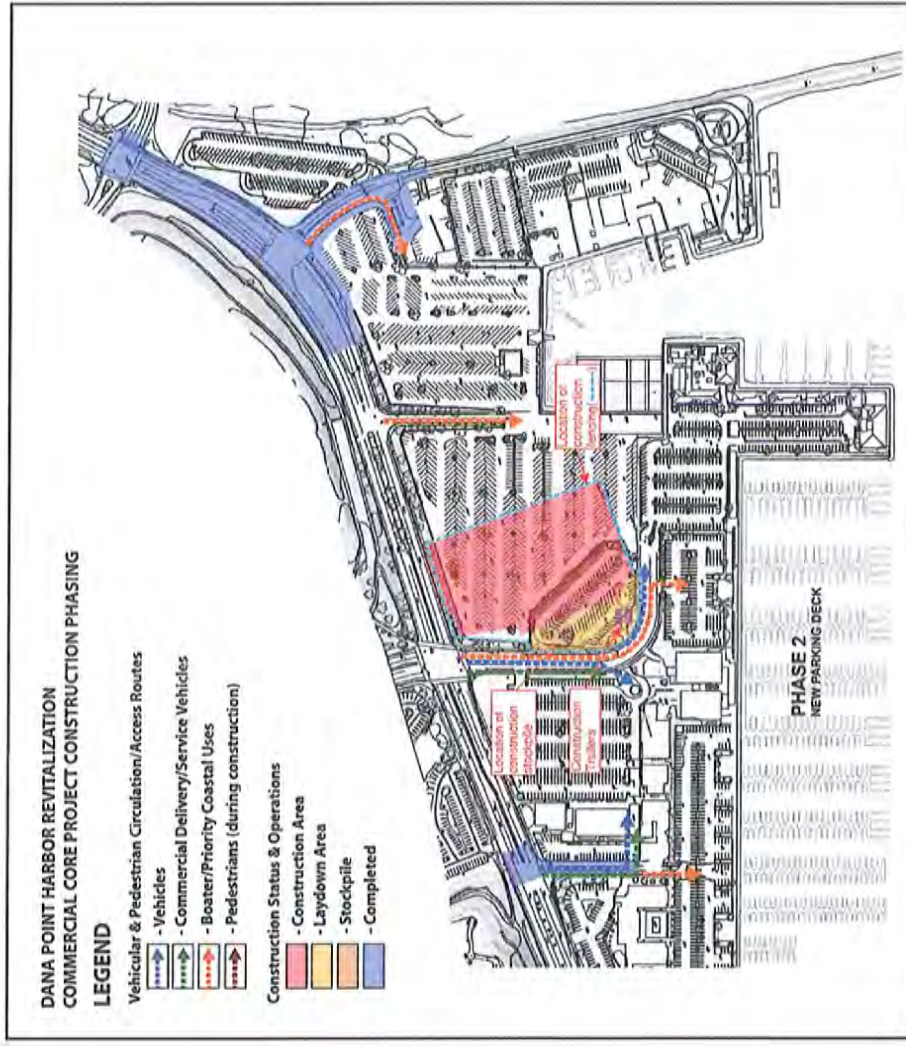 DANA POINT HARBOR REVITALIZATION
COMMERCIAL CORE PROJECT CONSTRUCTION PHASING
LEGEND
Vehicular & Pedestrian Circulation/Access Routes
- Vehicles
- Commercial Delivery/Service Vehicles
- Boater/Priority Coastal Uses
- Pedestrians (during construction)
Construction Status & Operations
- Construction Area
- Laydown Area
- Stockpile
- Completed
Location of
construction
stockpile
Construction
Trailers
Location of
construction
fencing (---)
PHASE 2
NEW PARKING DECK